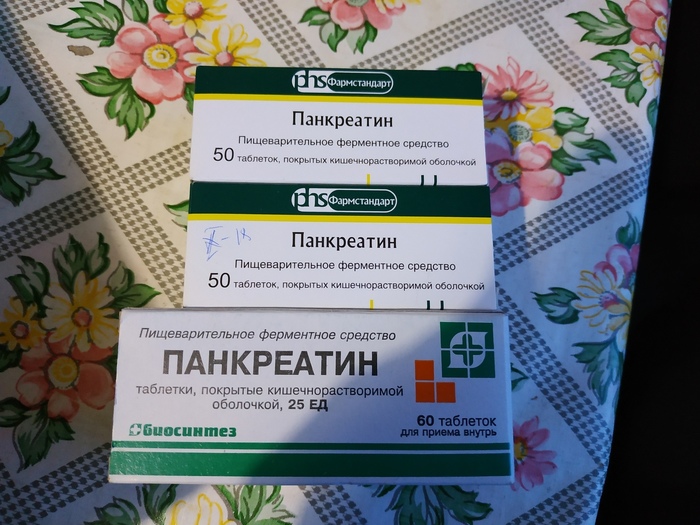 phs Фармстандарт
Панкреатин
Пищеварительное ферментное средство
50 таблеток, покрытых кишечнорастворимой оболочкой
phs Фармстандарт
Панкреатин
Пищеварительное ферментное средство
50 таблеток, покрытых кишечнорастворимой оболочкой
Пищеварительное ферментное средство
ПАНКРЕАТИН
таблетки, покрытые кишечнорастворимой
оболочкой, 25 ЕД
60 таблеток
для приема внутрь
биосинтез